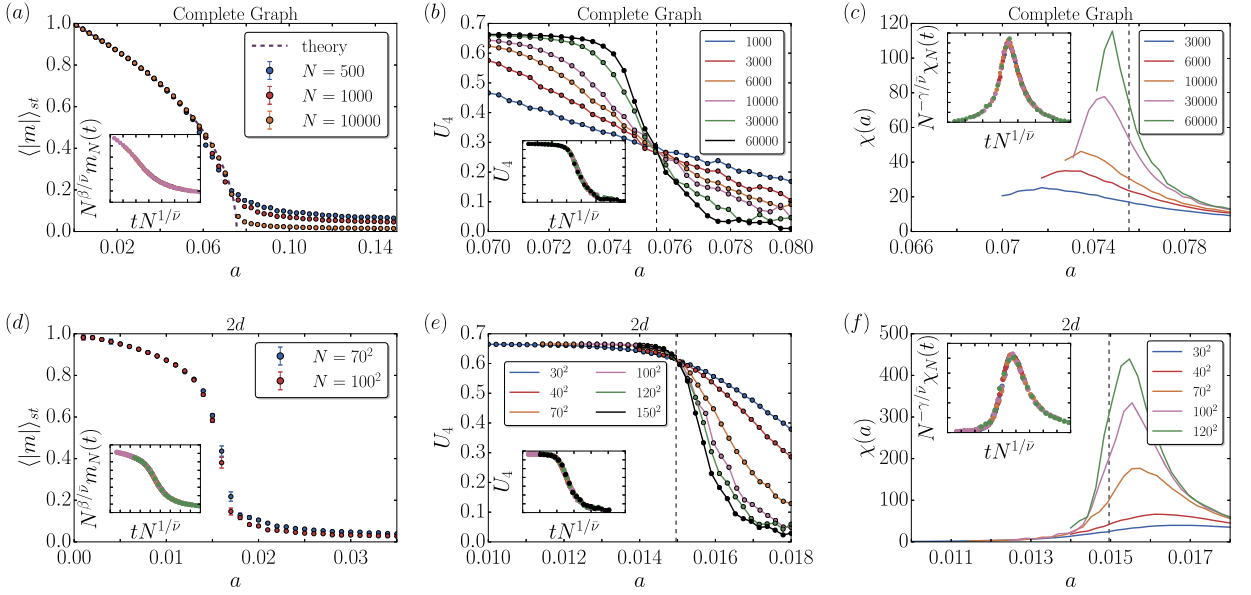 (a)
Complete Graph
⟨|m|⟩st
1.0
0.8
0.6
0.4
0.2
0.0
theory
N = 500
N = 1000
N = 10000
N^{β/ν̄} m_N(t)
tN^{1/ν̄}
0.02
0.06
0.10
0.14
a
(b)
Complete Graph
U_4
0.7
0.6
0.5
0.4
0.3
0.2
0.1
0.0
1000
3000
6000
10000
30000
60000
U_4
tN^{1/ν̄}
0.070
0.072
0.074
0.076
0.078
0.080
a
(c)
Complete Graph
χ(a)
120
100
80
60
40
20
0
N^{−γ/ν̄} χ_N(t)
tN^{1/ν̄}
3000
6000
10000
30000
60000
0.066
0.07
0.074
0.078
a
(d)
2d
⟨|m|⟩st
1.0
0.8
0.6
0.4
0.2
0.0
N = 70²
N = 100²
N^{β/ν̄} m_N(t)
tN^{1/ν̄}
0.00
0.01
0.02
0.03
a
(e)
2d
U_4
0.7
0.6
0.5
0.4
0.3
0.2
0.1
0.0
30²
40²
70²
100²
120²
150²
U_4
tN^{1/ν̄}
0.010
0.012
0.014
0.016
0.018
a
(f)
2d
χ(a)
500
400
300
200
100
0
N^{−γ/ν̄} χ_N(t)
tN^{1/ν̄}
30²
40²
70²
100²
120²
0.011
0.013
0.015
0.017
a